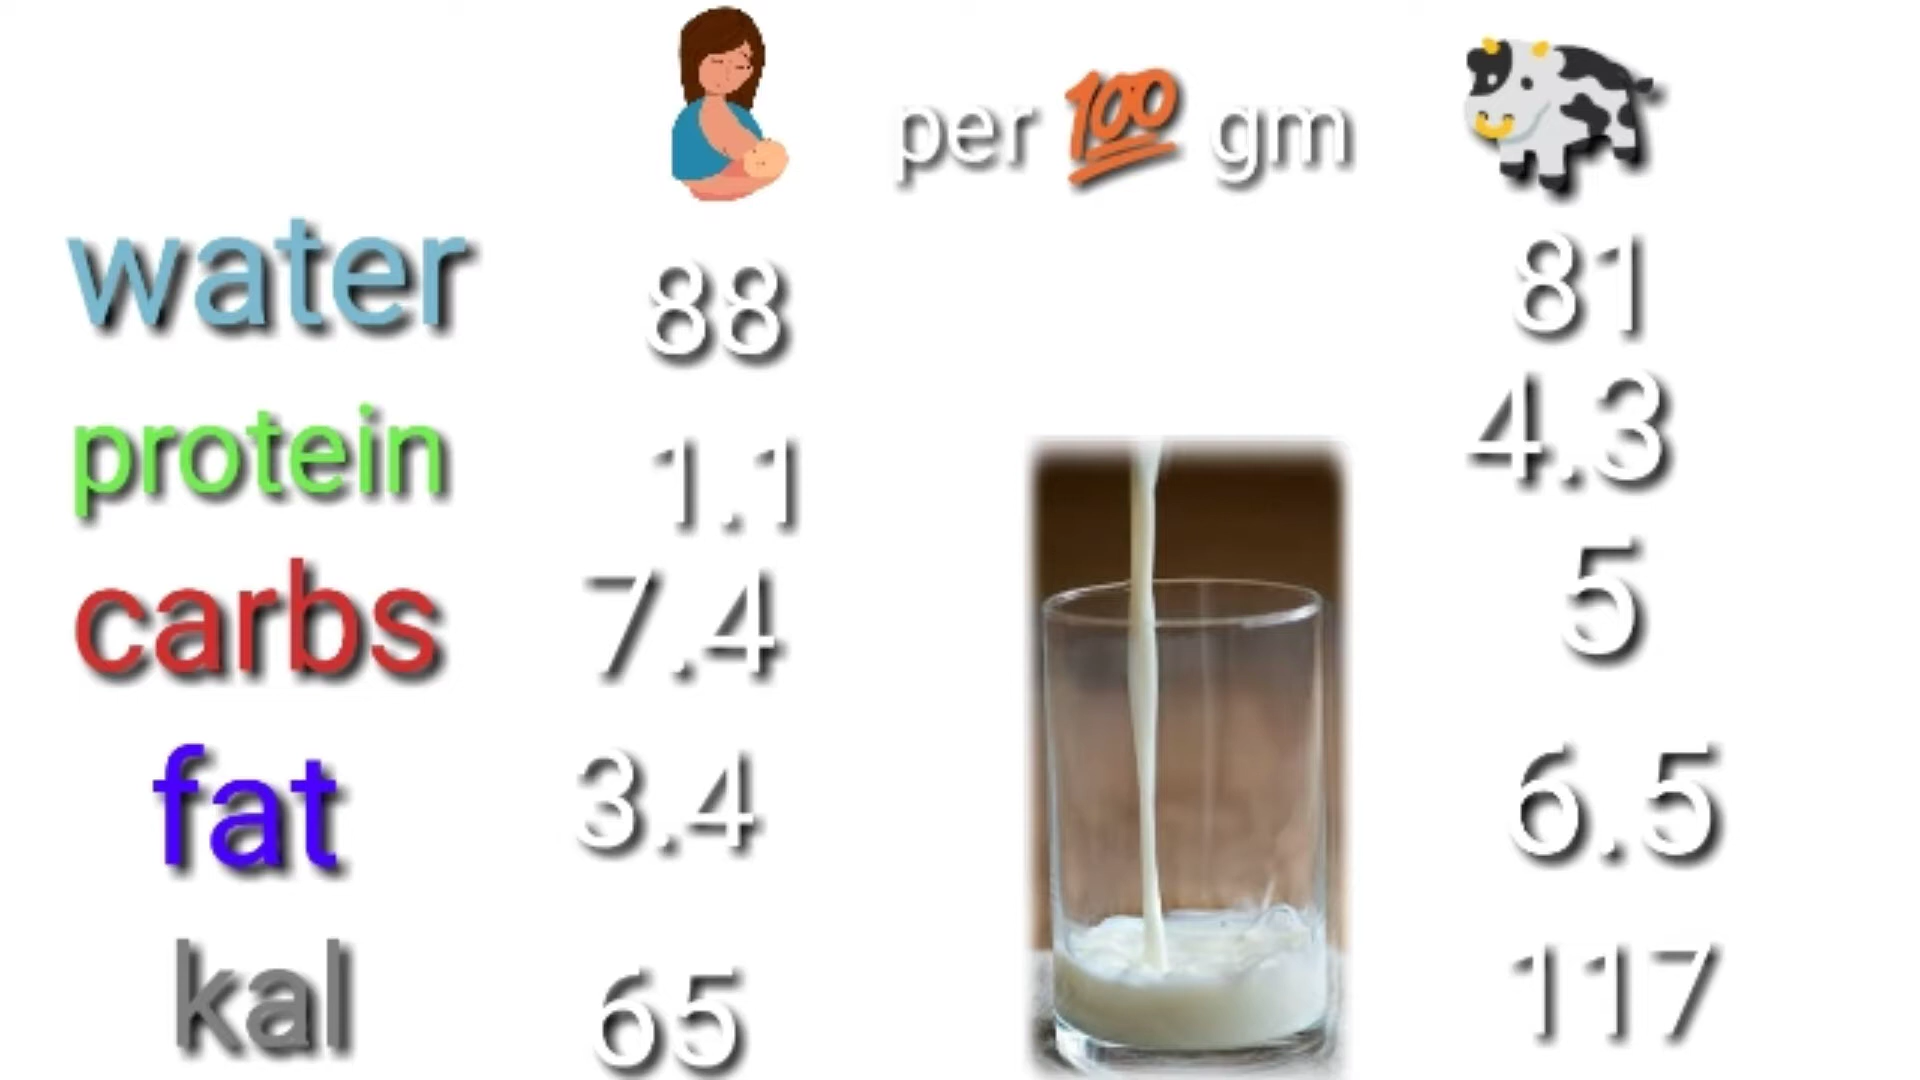 per 💯 gm
water 88 81
protein 1.1 4.3
carbs 7.4 5
fat 3.4 6.5
kal 65 117